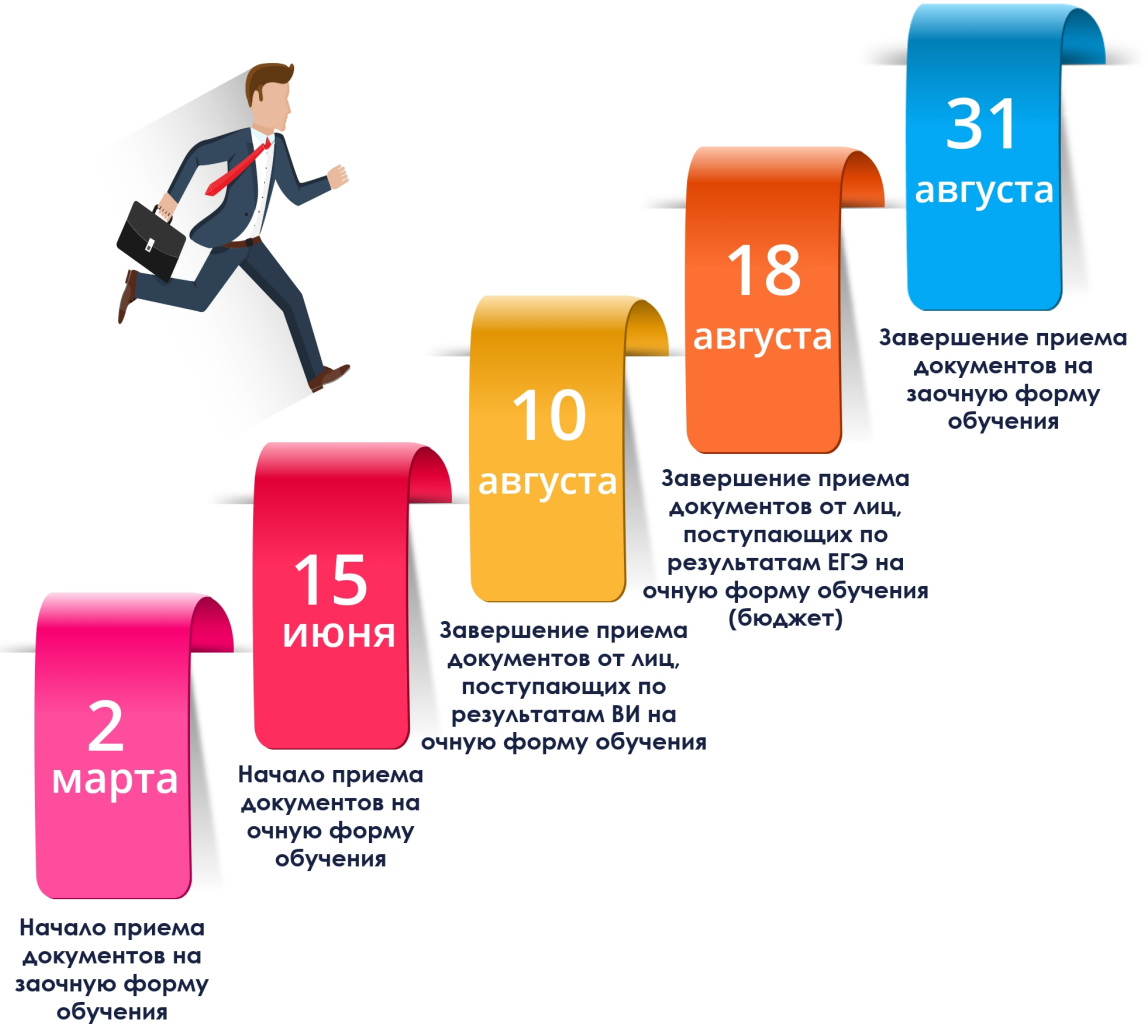 2
марта
Начало приема
документов на
заочную форму
обучения
15
июня
Начало приема
документов на
очную форму
обучения
10
августа
Завершение приема
документов от лиц,
поступающих по
результатам ВИ на
очную форму обучения
18
августа
Завершение приема
документов от лиц,
поступающих по
результатам ЕГЭ на
очную форму обучения
(бюджет)
31
августа
Завершение приема
документов на
заочную форму
обучения